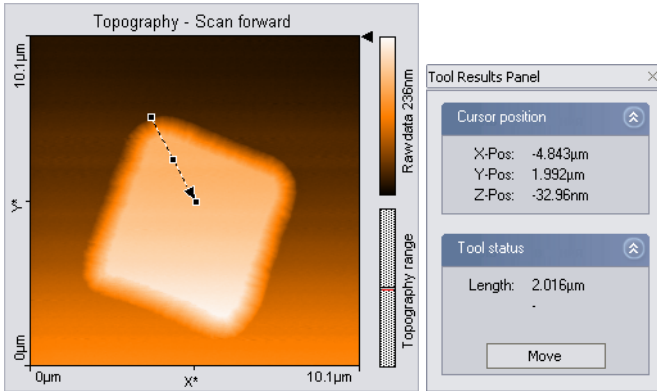 Topography - Scan forward
10.1µm
Y*
0µm
0µm
X*
10.1µm
Raw data 236nm
Topography range
Tool Results Panel
Cursor position
X-Pos: -4.843µm
Y-Pos: 1.992µm
Z-Pos: -32.96nm
Tool status
Length: 2.016µm
-
Move